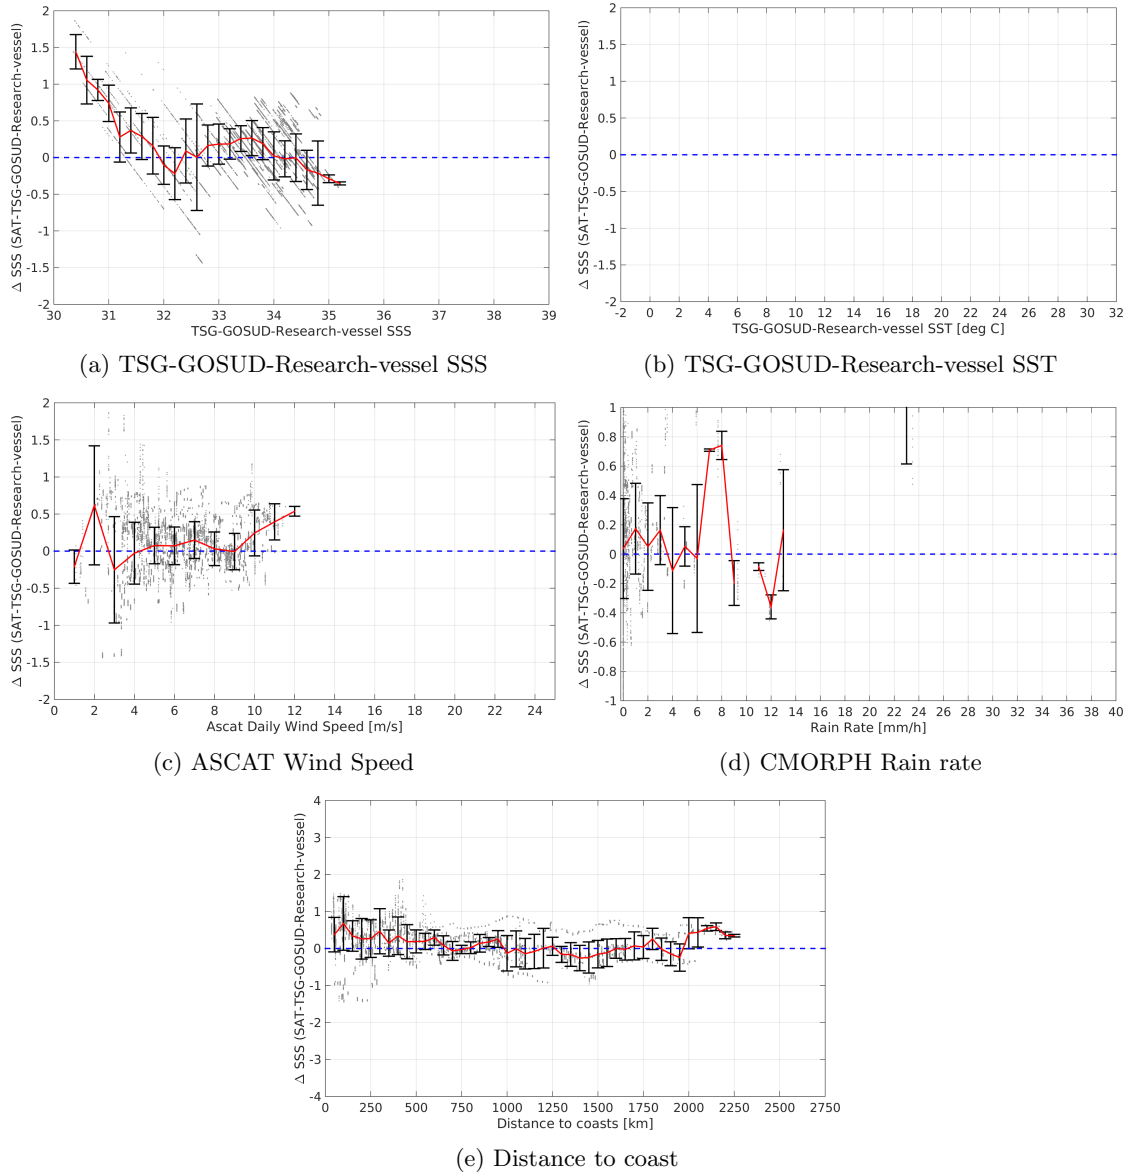 2
1.5
1
0.5
0
-0.5
-1
-1.5
-2
Δ SSS (SAT-TSG-GOSUD-Research-vessel)
30 31 32 33 34 35 36 37 38 39
TSG-GOSUD-Research-vessel SSS
(a) TSG-GOSUD-Research-vessel SSS
2
1.5
1
0.5
0
-0.5
-1
-1.5
-2
Δ SSS (SAT-TSG-GOSUD-Research-vessel)
-2 0 2 4 6 8 10 12 14 16 18 20 22 24 26 28 30 32
TSG-GOSUD-Research-vessel SST [deg C]
(b) TSG-GOSUD-Research-vessel SST
2
1.5
1
0.5
0
-0.5
-1
-1.5
-2
Δ SSS (SAT-TSG-GOSUD-Research-vessel)
0 2 4 6 8 10 12 14 16 18 20 22 24
Ascat Daily Wind Speed [m/s]
(c) ASCAT Wind Speed
1
0.8
0.6
0.4
0.2
0
-0.2
-0.4
-0.6
-0.8
-1
Δ SSS (SAT-TSG-GOSUD-Research-vessel)
0 2 4 6 8 10 12 14 16 18 20 22 24 26 28 30 32 34 36 38 40
Rain Rate [mm/h]
(d) CMORPH Rain rate
4
3
2
1
0
-1
-2
-3
-4
Δ SSS (SAT-TSG-GOSUD-Research-vessel)
0 250 500 750 1000 1250 1500 1750 2000 2250 2500 2750
Distance to coasts [km]
(e) Distance to coast